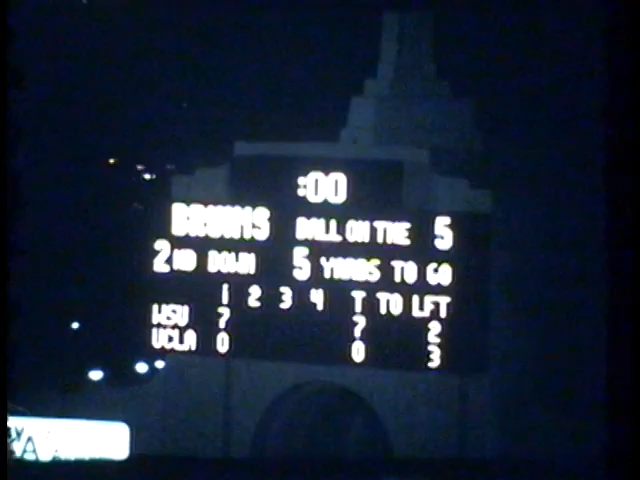 :00
BRUINS BALL ON THE 5
2ND DOWN 5 YARDS TO GO
1 2 3 4 T TO LFT
WSU 7 7 2
UCLA 0 0 3